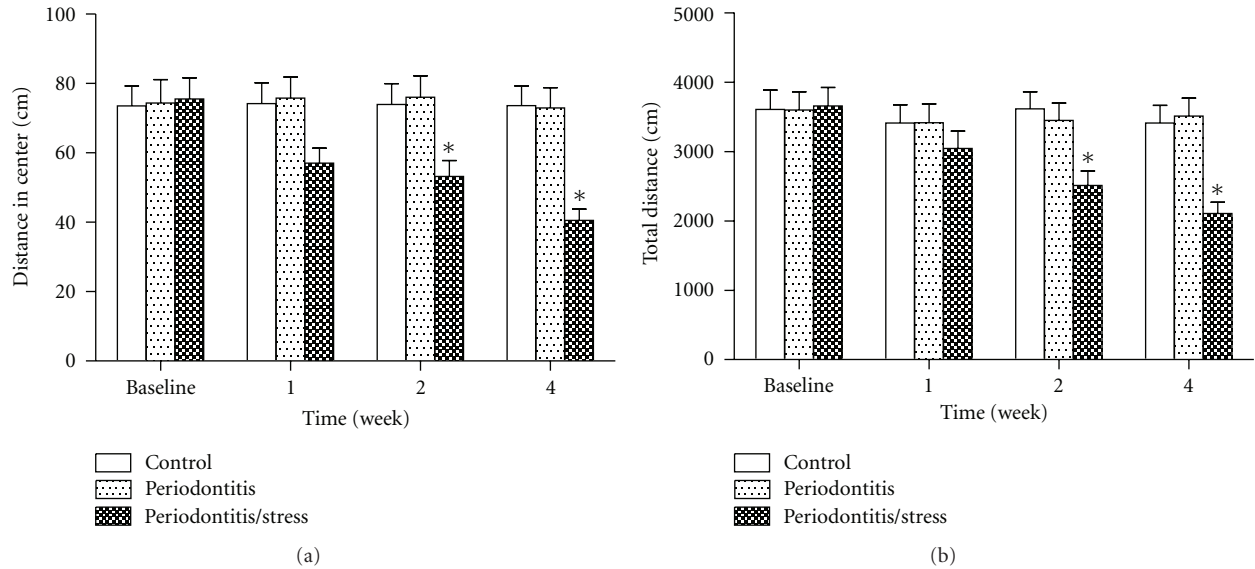 100
80
60
40
20
0
Distance in center (cm)
*
*
Baseline
1
2
4
Time (week)
Control
Periodontitis
Periodontitis/stress
(a)
5000
4000
3000
2000
1000
0
Total distance (cm)
*
*
Baseline
1
2
4
Time (week)
Control
Periodontitis
Periodontitis/stress
(b)